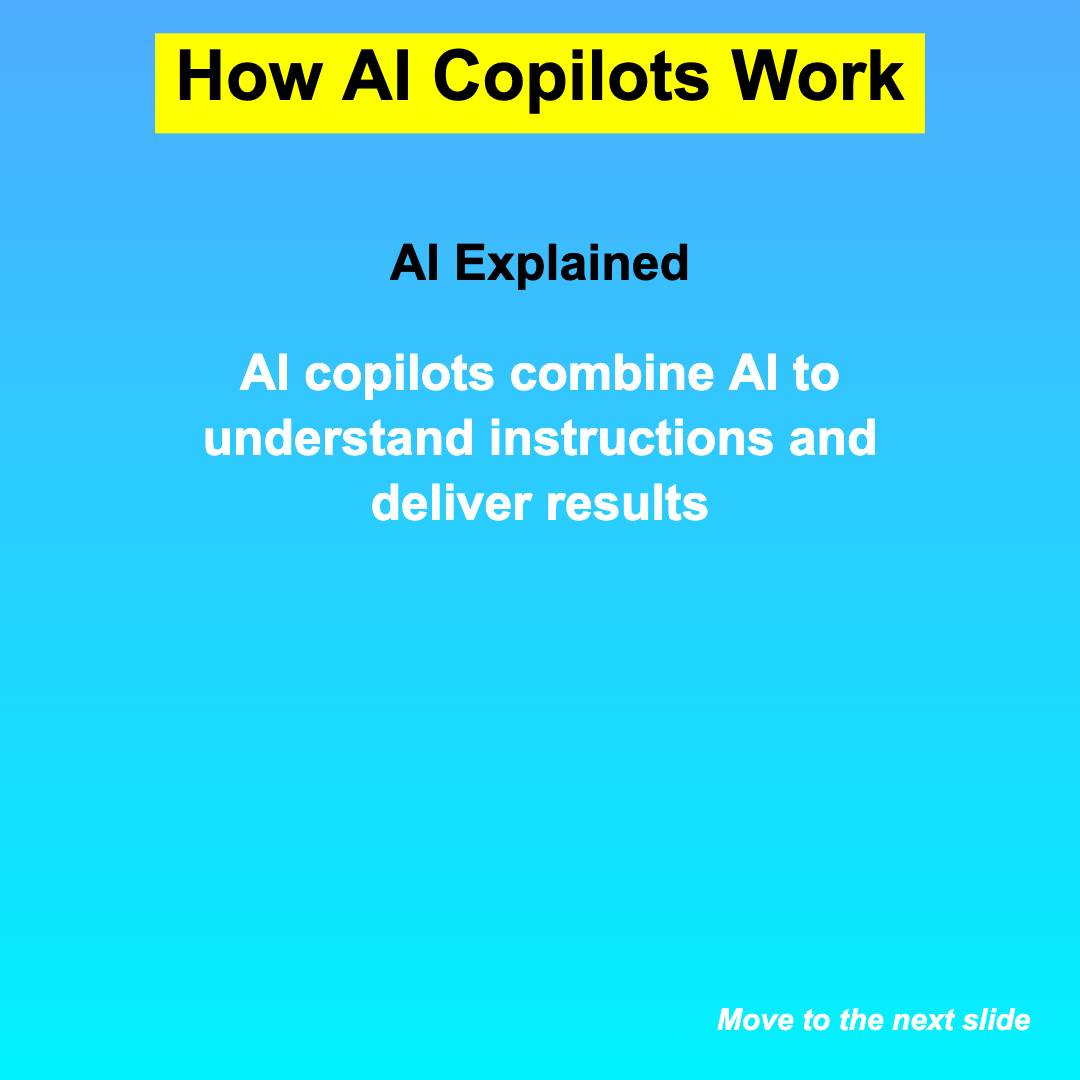 How AI Copilots Work
AI Explained
AI copilots combine AI to
understand instructions and
deliver results
Move to the next slide